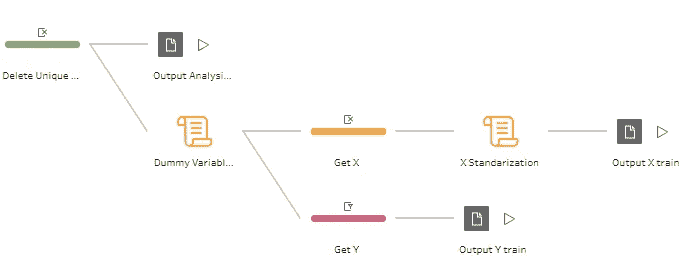 Delete Unique ...
Output Analysi...
Dummy Variabl...
Get X
X Standarization
Output X train
Get Y
Output Y train